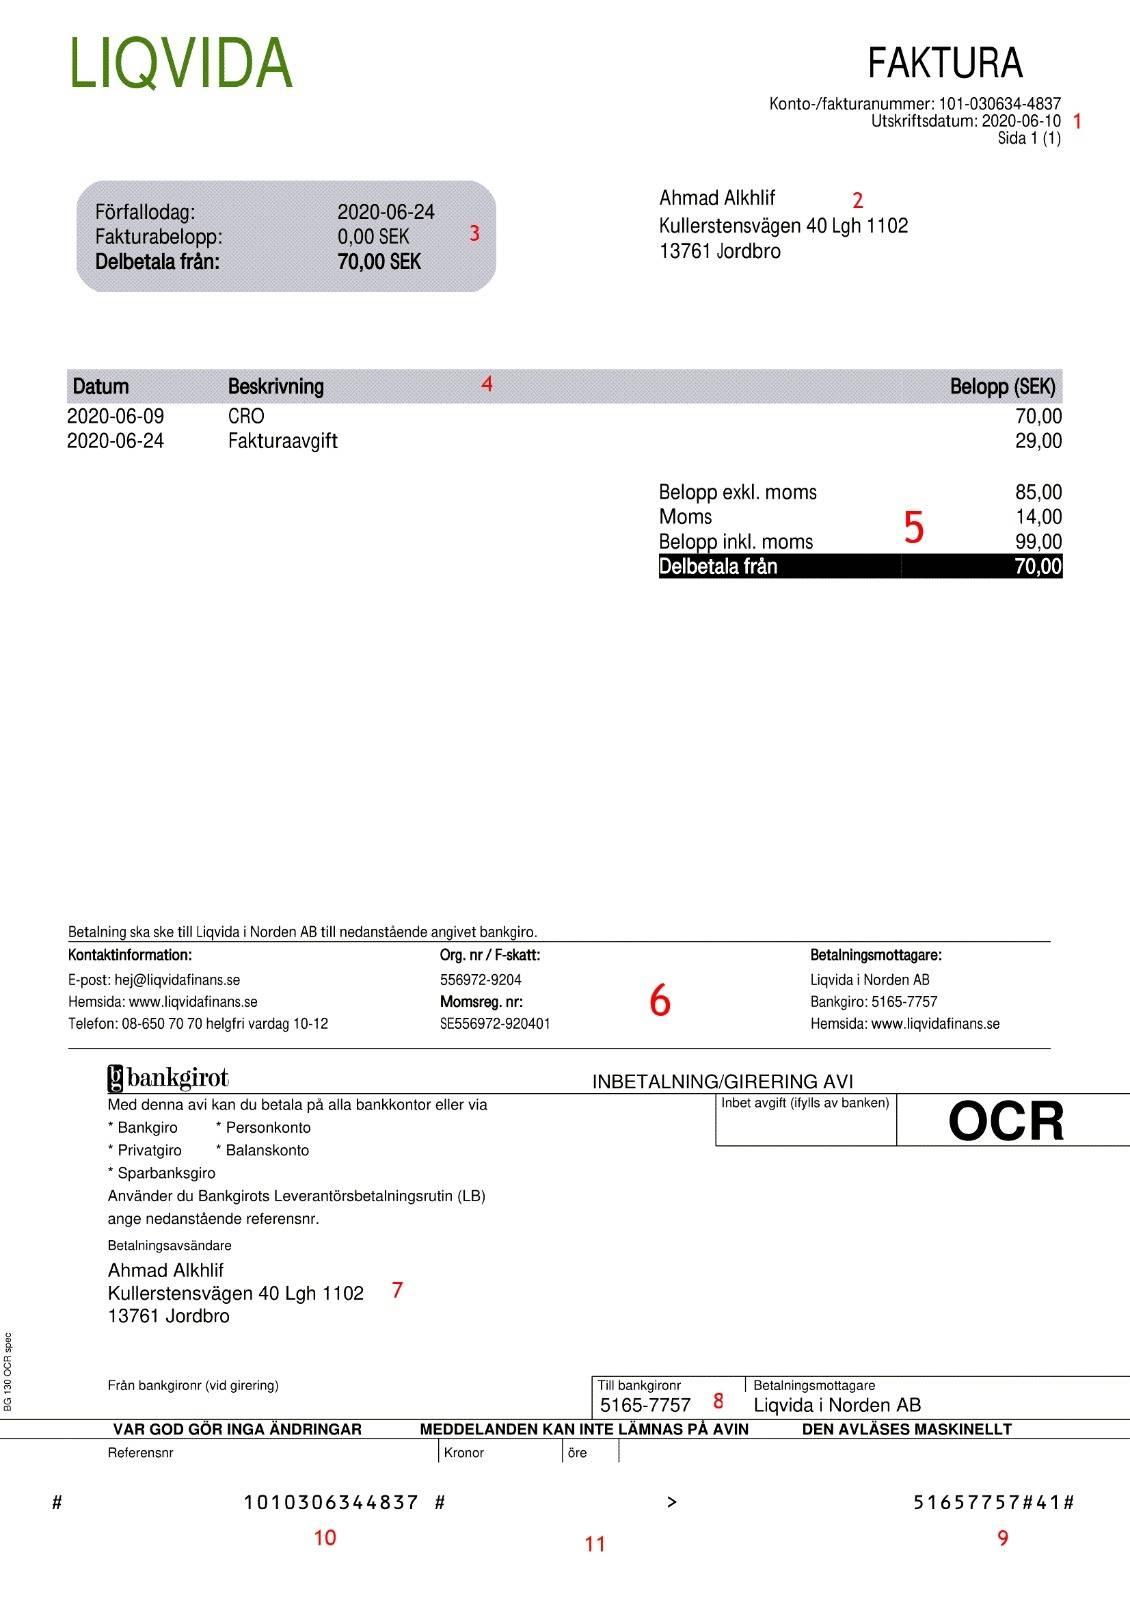 LIQVIDA
FAKTURA
Konto-/fakturanummer: 101-030634-4837
Utskriftsdatum: 2020-06-10 1
Sida 1 (1)
Ahmad Alkhlif 2
Kullerstensvägen 40 Lgh 1102
13761 Jordbro
Förfallodag: 2020-06-24
Fakturabelopp: 0,00 SEK 3
Delbetala från: 70,00 SEK
Datum Beskrivning 4 Belopp (SEK)
2020-06-09 CRO 70,00
2020-06-24 Fakturaavgift 29,00
Belopp exkl. moms 85,00
Moms 5 14,00
Belopp inkl. moms 99,00
Delbetala från 70,00
Betalning ska ske till Liqvida i Norden AB till nedanstående angivet bankgiro.
Kontaktinformation: Org. nr / F-skatt: Betalningsmottagare:
E-post: hej@liqvidafinans.se 556972-9204 Liqvida i Norden AB
Hemsida: www.liqvidafinans.se Momsreg. nr: 6 Bankgiro: 5165-7757
Telefon: 08-650 70 70 helgfri vardag 10-12 SE556972-920401 Hemsida: www.liqvidafinans.se
bg bankgirot INBETALNING/GIRERING AVI
Med denna avi kan du betala på alla bankkontor eller via Inbet avgift (ifylls av banken) OCR
* Bankgiro * Personkonto
* Privatgiro * Balanskonto
* Sparbanksgiro
Använder du Bankgirots Leverantörsbetalningsrutin (LB)
ange nedanstående referensnr.
Betalningsavsändare
Ahmad Alkhlif
Kullerstensvägen 40 Lgh 1102 7
13761 Jordbro
BG 130 OCR spec
Från bankgironr (vid girering) Till bankgironr Betalningsmottagare
5165-7757 8 Liqvida i Norden AB
VAR GOD GÖR INGA ÄNDRINGAR MEDDELANDEN KAN INTE LÄMNAS PÅ AVIN DEN AVLÄSES MASKINELLT
Referensnr Kronor öre
# 1010306344837 # > 51657757#41#
10 11 9